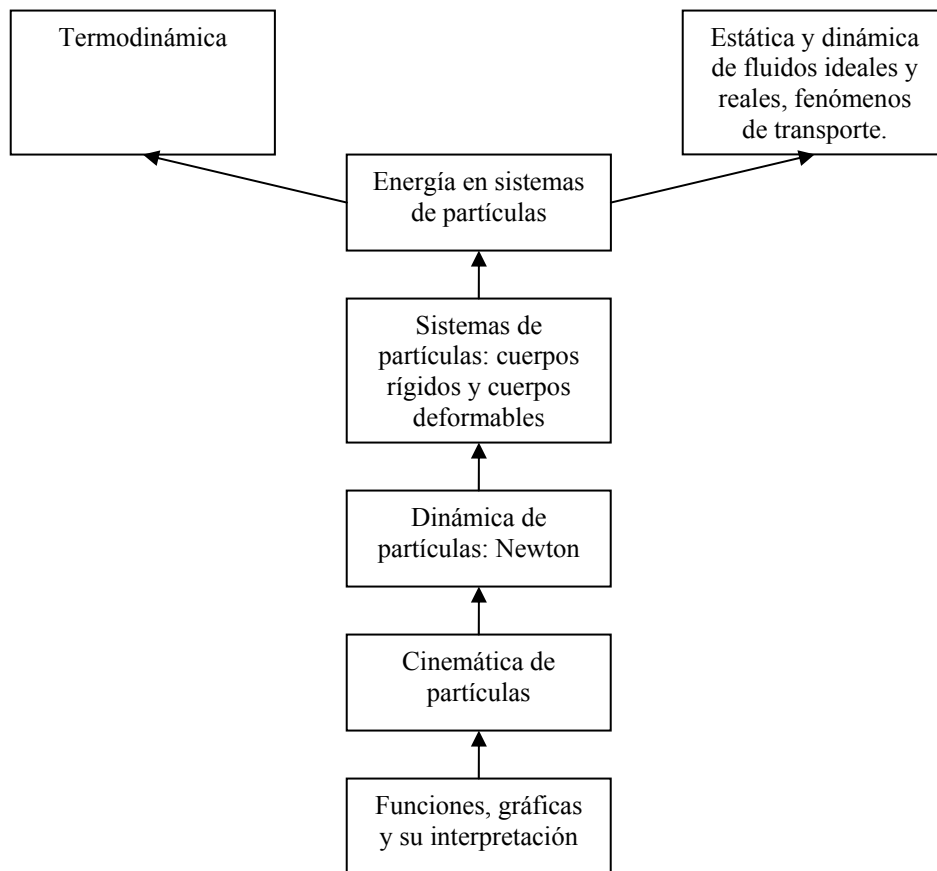 Termodinámica
Estática y dinámica
de fluidos ideales y
reales, fenómenos
de transporte.
Energía en sistemas
de partículas
Sistemas de
partículas: cuerpos
rígidos y cuerpos
deformables
Dinámica de
partículas: Newton
Cinemática de
partículas
Funciones, gráficas
y su interpretación